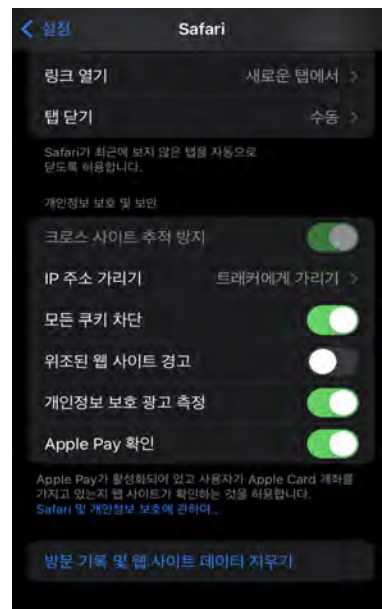 설정
Safari
링크 열기
새로운 탭에서
탭 닫기
수동
Safari가 최근에 보지 않은 탭을 자동으로
닫도록 허용합니다.
개인정보 보호 및 보안
크로스 사이트 추적 방지
IP 주소 가리기
트래커에게 가리기
모든 쿠키 차단
위조된 웹 사이트 경고
개인정보 보호 광고 측정
Apple Pay 확인
Apple Pay가 활성화되어 있고 사용자가 Apple Card 계좌를
가지고 있는지 웹 사이트가 확인하는 것을 허용합니다.
Safari 및 개인정보 보호에 관하여...
방문 기록 및 웹 사이트 데이터 지우기